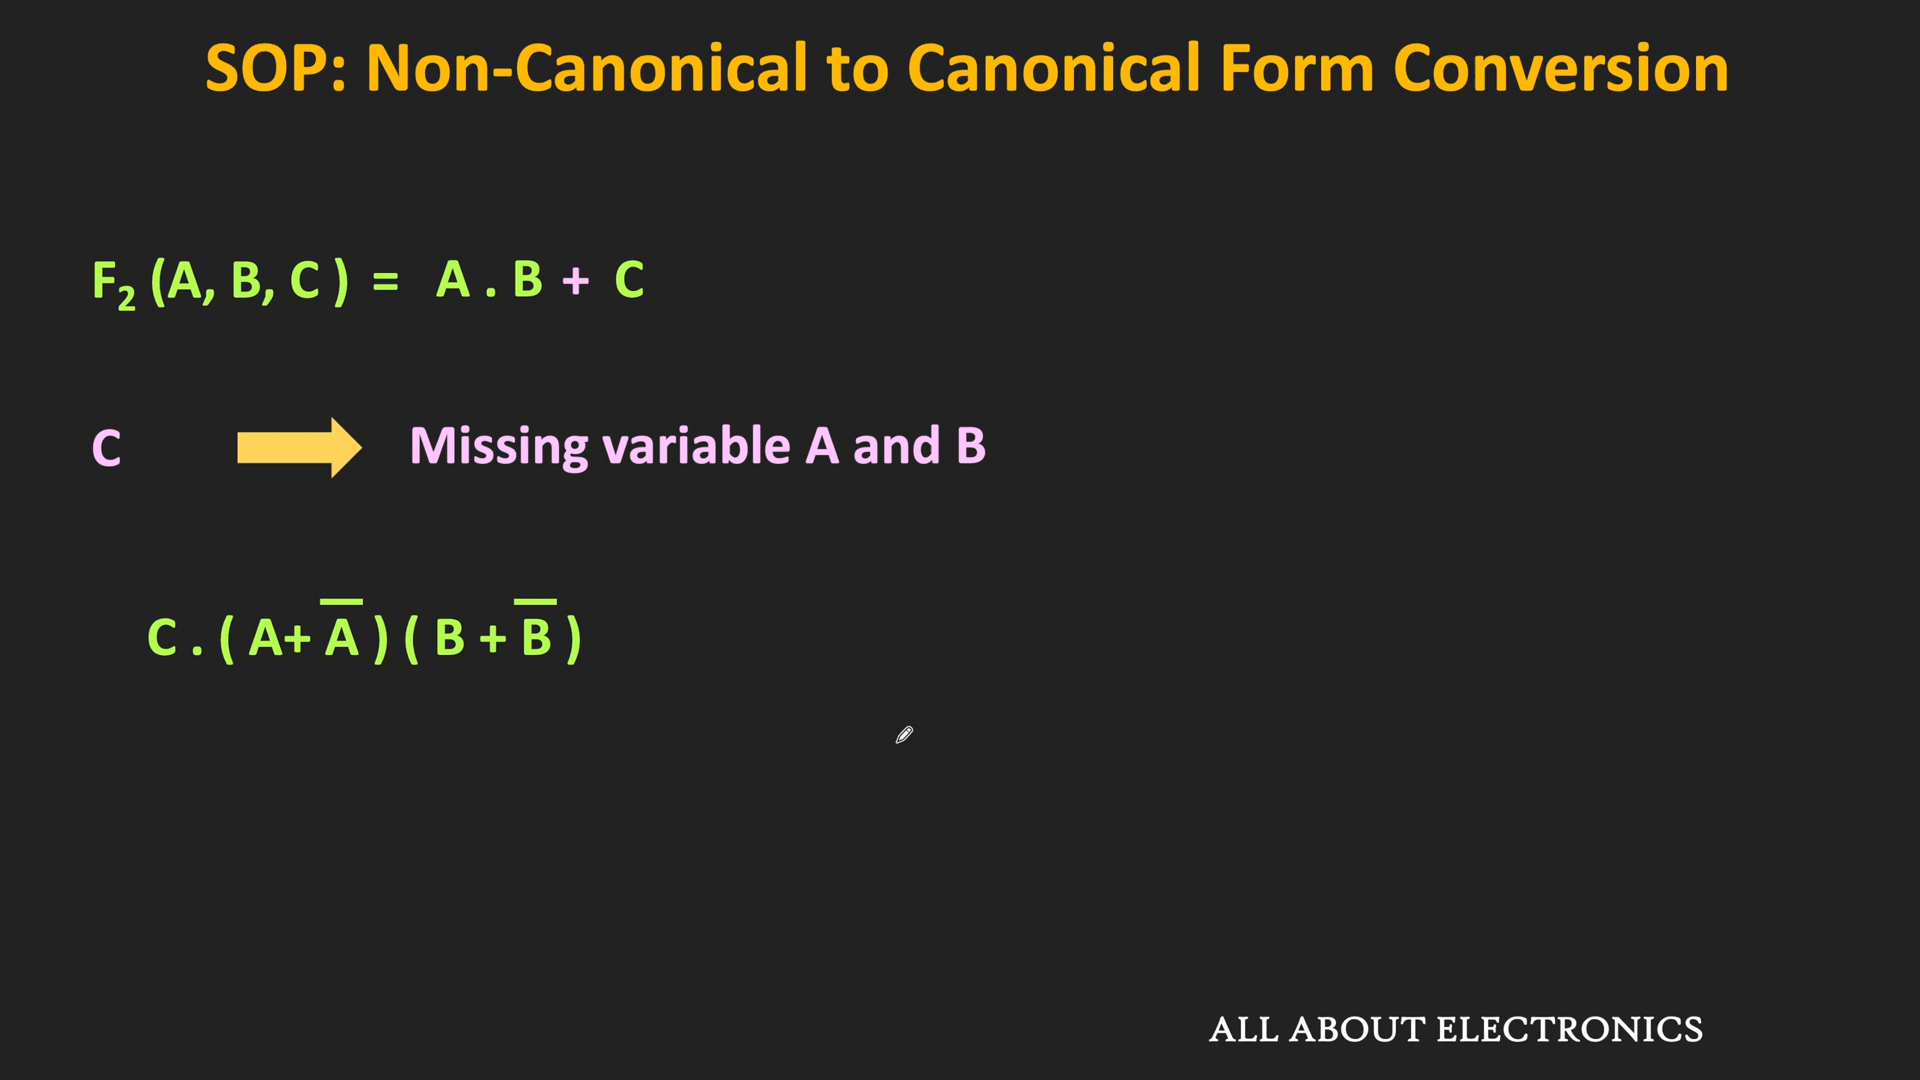 SOP: Non-Canonical to Canonical Form Conversion
F₂ (A, B, C ) = A . B + C
C Missing variable A and B
C . ( A+ A̅ ) ( B + B̅ )
ALL ABOUT ELECTRONICS